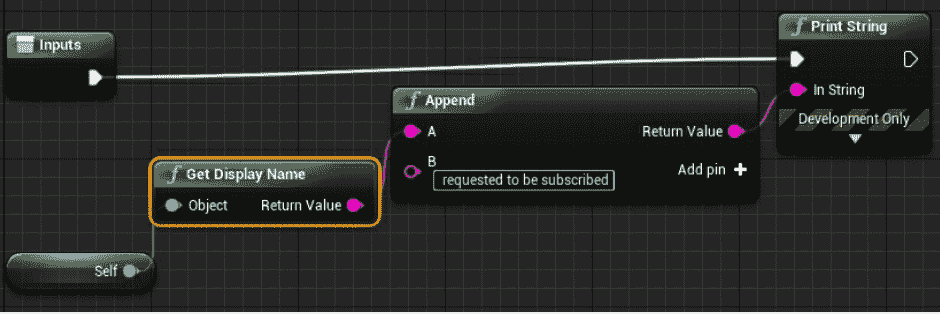 Inputs
Print String
In String
Development Only
Append
A
Return Value
B
requested to be subscribed
Add pin
Get Display Name
Object
Return Value
Self